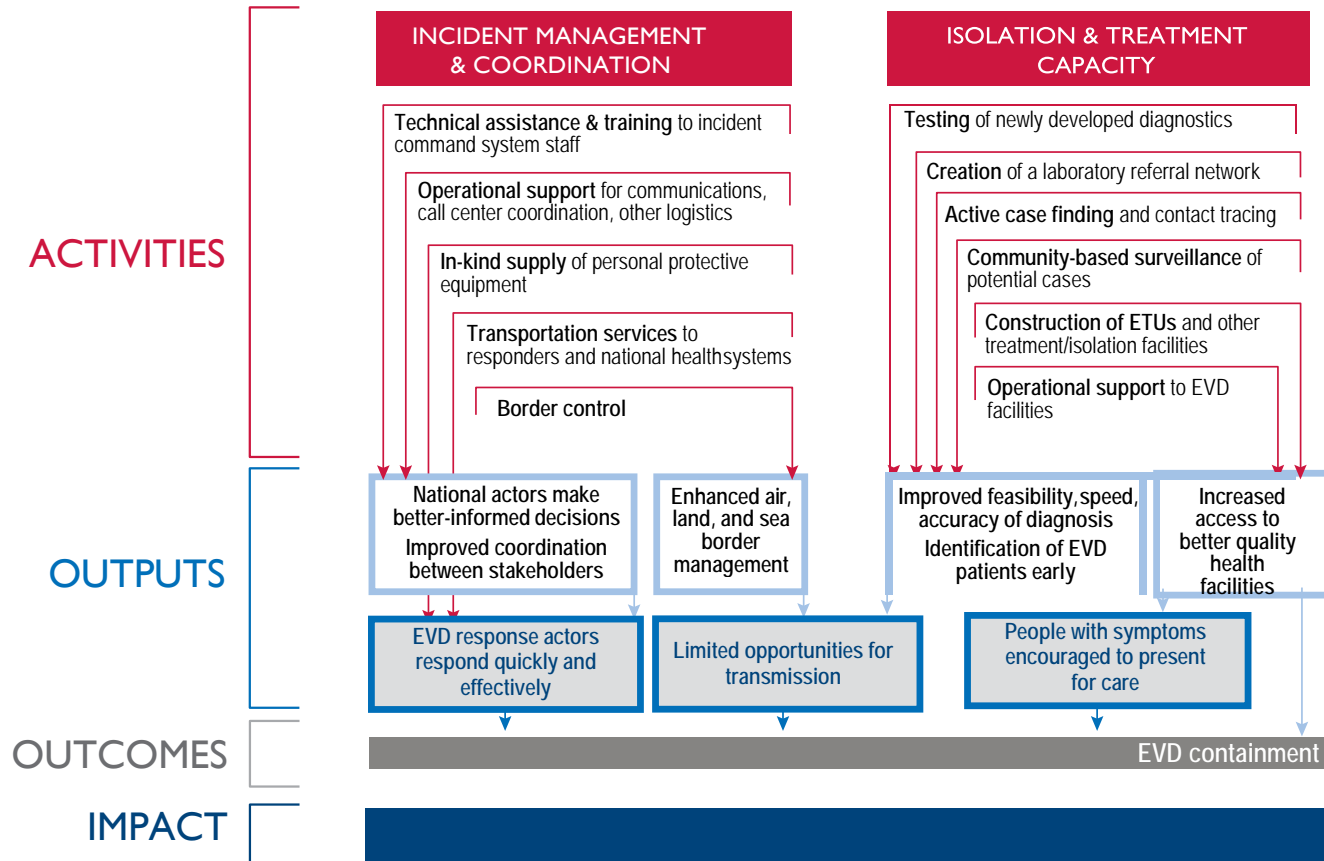 INCIDENT MANAGEMENT
& COORDINATION
ISOLATION & TREATMENT
CAPACITY
ACTIVITIES
Technical assistance & training to incident
command system staff
Operational support for communications,
call center coordination, other logistics
In-kind supply of personal protective
equipment
Transportation services to
responders and national healthsystems
Border control
Testing of newly developed diagnostics
Creation of a laboratory referral network
Active case finding and contact tracing
Community-based surveillance of
potential cases
Construction of ETUs and other
treatment/isolation facilities
Operational support to EVD
facilities
OUTPUTS
National actors make
better-informed decisions
Improved coordination
between stakeholders
Enhanced air,
land, and sea
border
management
Improved feasibility, speed,
accuracy of diagnosis
Identification of EVD
patients early
Increased
access to
better quality
health
facilities
EVD response actors
respond quickly and
effectively
Limited opportunities for
transmission
People with symptoms
encouraged to present
for care
OUTCOMES
EVD containment
IMPACT